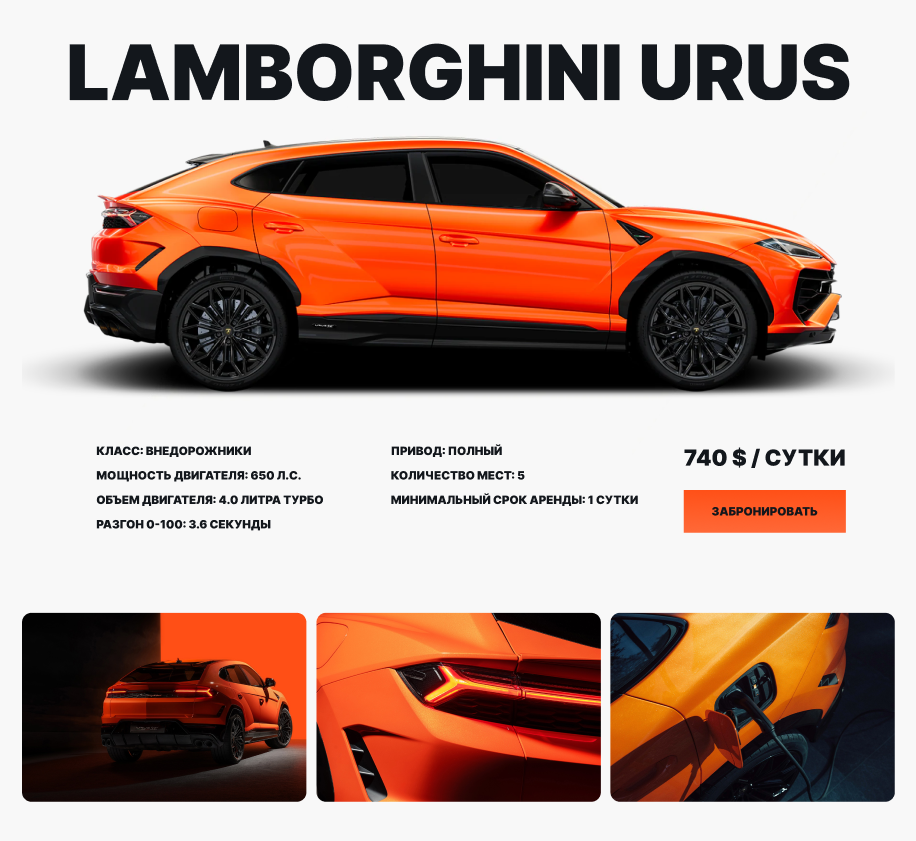 LAMBORGHINI URUS
КЛАСС: ВНЕДОРОЖНИКИ
МОЩНОСТЬ ДВИГАТЕЛЯ: 650 Л.С.
ОБЪЕМ ДВИГАТЕЛЯ: 4.0 ЛИТРА ТУРБО
РАЗГОН 0-100: 3.6 СЕКУНДЫ
ПРИВОД: ПОЛНЫЙ
КОЛИЧЕСТВО МЕСТ: 5
МИНИМАЛЬНЫЙ СРОК АРЕНДЫ: 1 СУТКИ
740 $ / СУТКИ
ЗАБРОНИРОВАТЬ